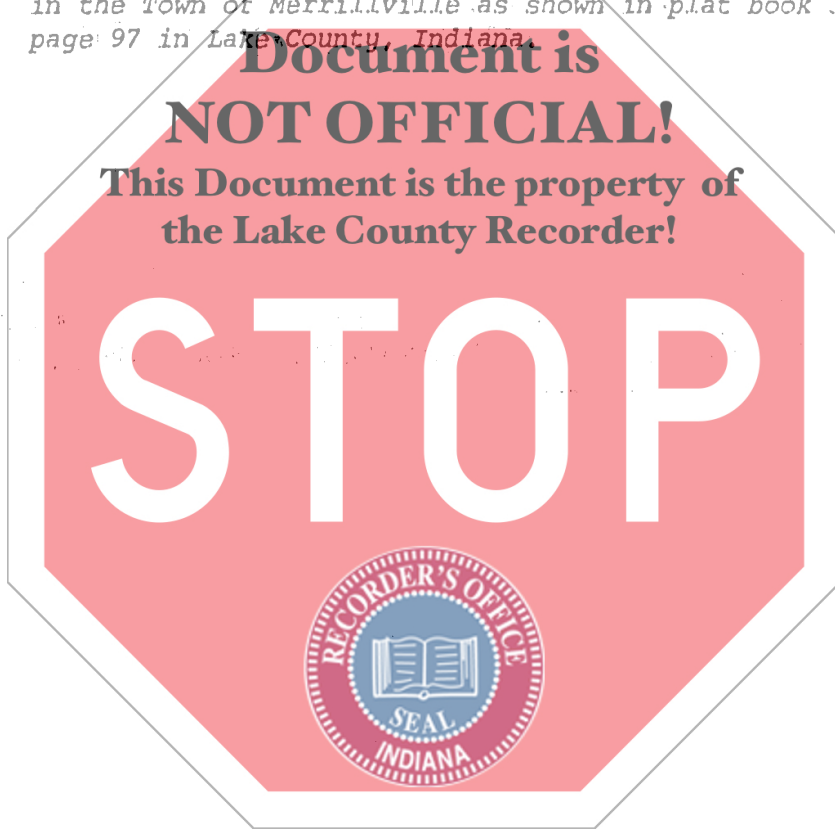 in the Town of Merrillville as shown in plat book
page 97 in Lake County, Indiana.
Document is
NOT OFFICIAL!
This Document is the property of
the Lake County Recorder!
STOP
RECORDER'S OFFICE
SEAL
INDIANA